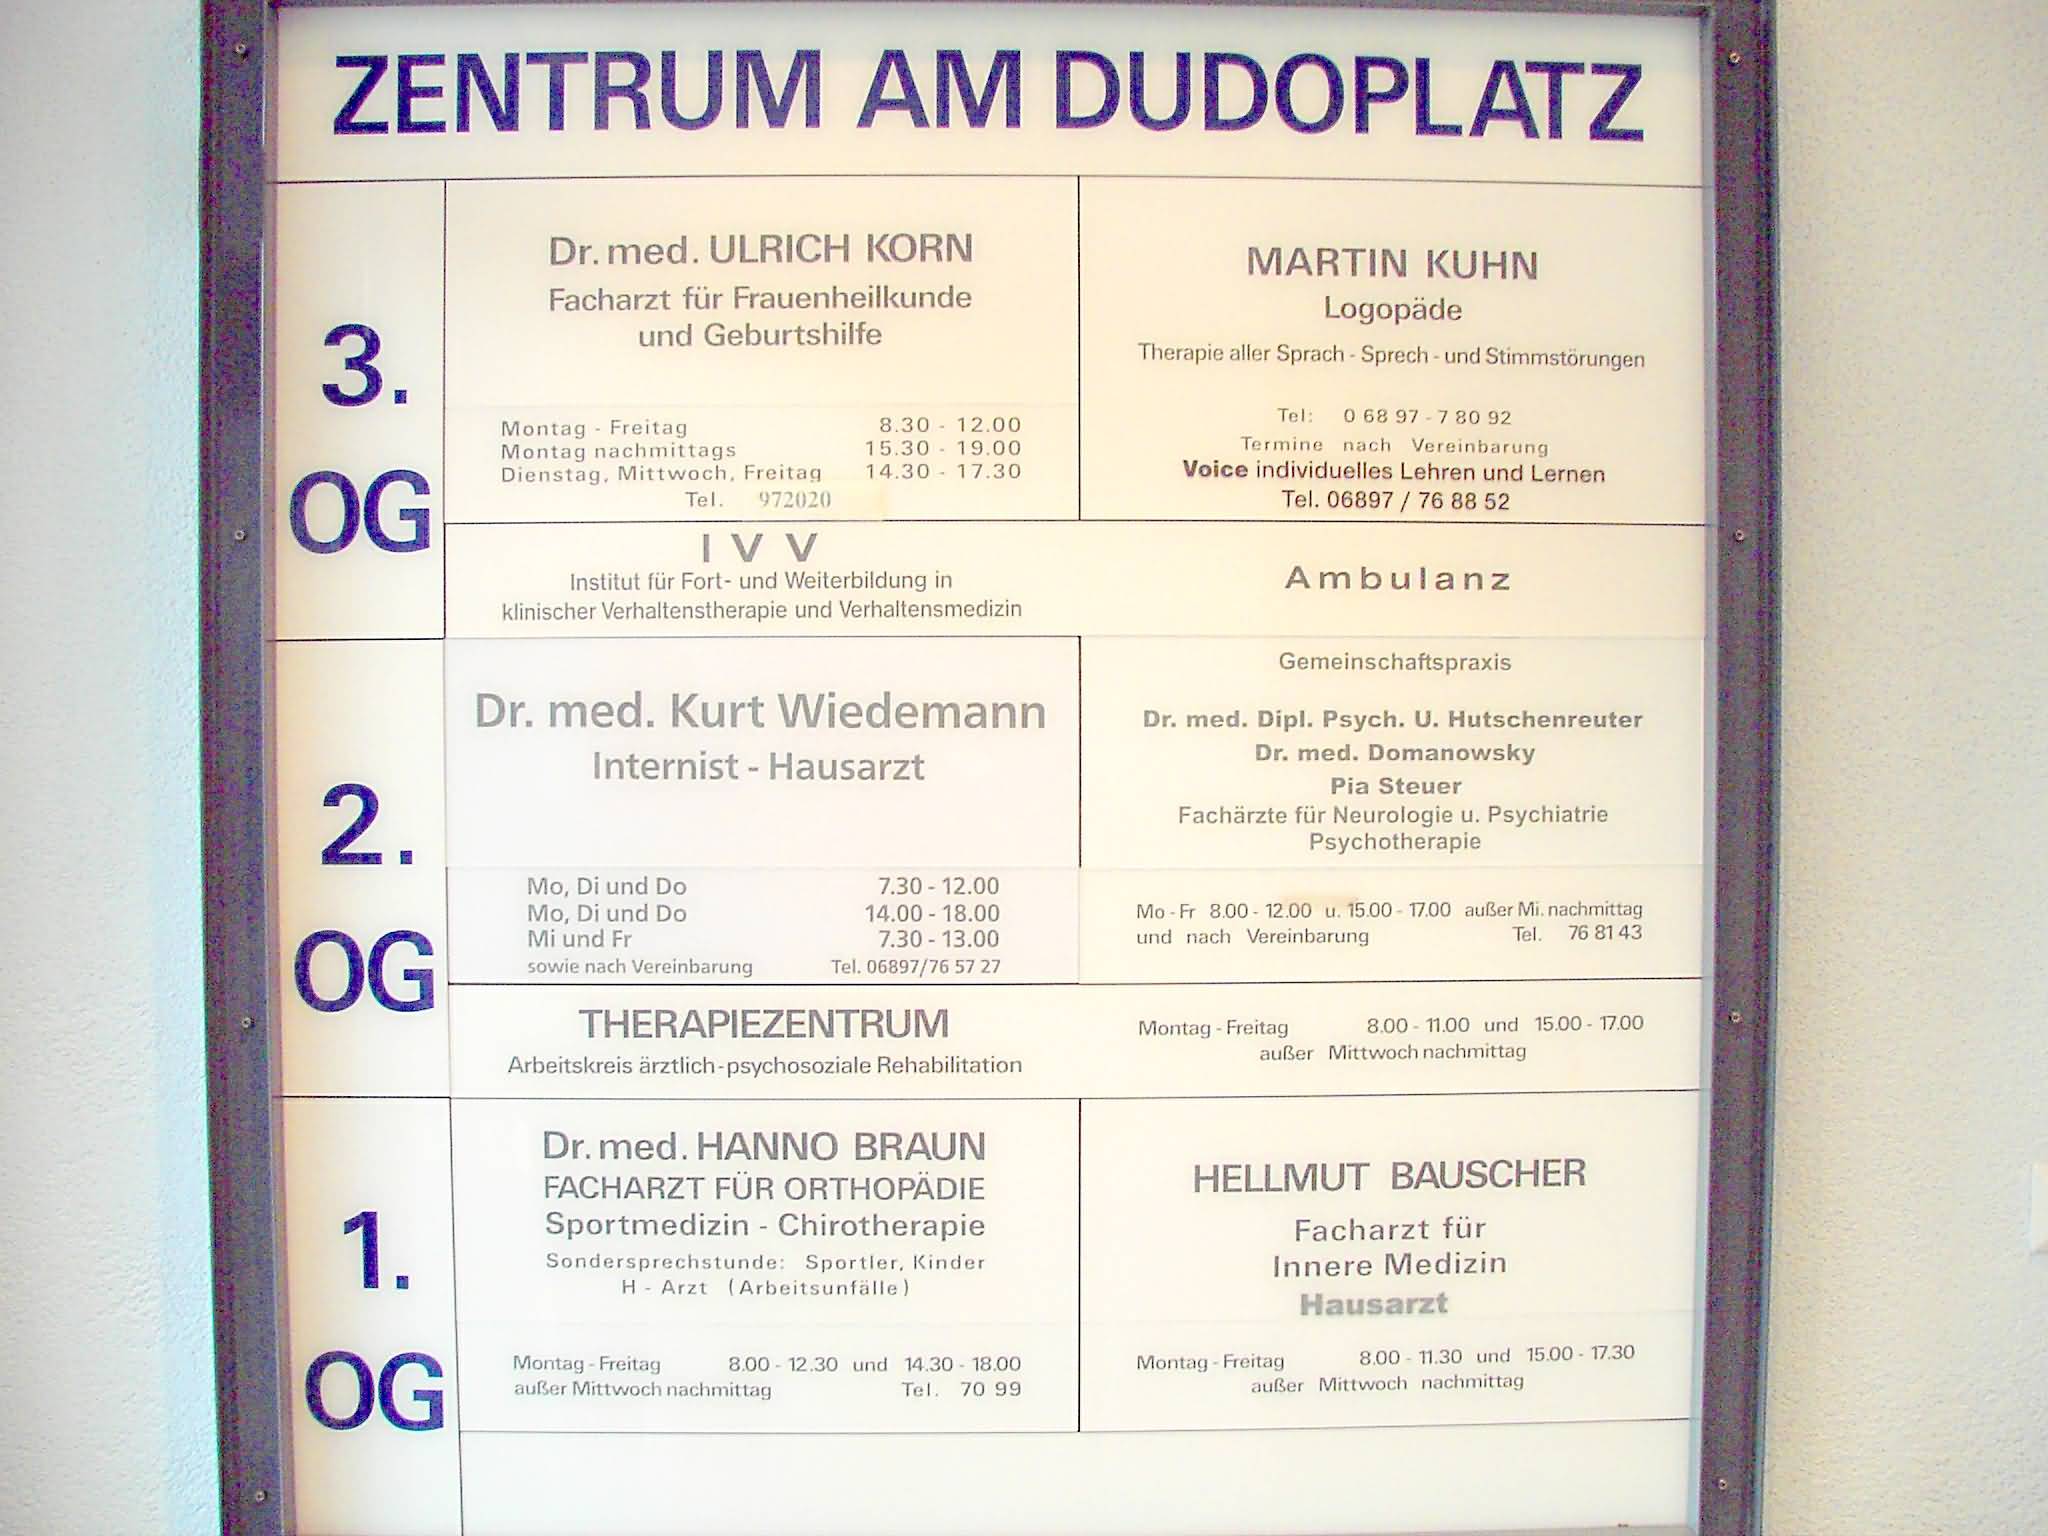 ZENTRUM AM DUDOPLATZ
3.
OG
Dr. med. ULRICH KORN
Facharzt für Frauenheilkunde
und Geburtshilfe
Montag - Freitag 8.30 - 12.00
Montag nachmittags 15.30 - 19.00
Dienstag, Mittwoch, Freitag 14.30 - 17.30
Tel. 972020
MARTIN KUHN
Logopäde
Therapie aller Sprach - Sprech - und Stimmstörungen
Tel: 0 68 97 - 7 80 92
Termine nach Vereinbarung
Voice individuelles Lehren und Lernen
Tel. 06897 / 76 88 52
I V V
Institut für Fort- und Weiterbildung in
klinischer Verhaltenstherapie und Verhaltensmedizin
Ambulanz
2.
OG
Dr. med. Kurt Wiedemann
Internist - Hausarzt
Mo, Di und Do 7.30 - 12.00
Mo, Di und Do 14.00 - 18.00
Mi und Fr 7.30 - 13.00
sowie nach Vereinbarung Tel. 06897/76 57 27
Gemeinschaftspraxis
Dr. med. Dipl. Psych. U. Hutschenreuter
Dr. med. Domanowsky
Pia Steuer
Fachärzte für Neurologie u. Psychiatrie
Psychotherapie
Mo - Fr 8.00 - 12.00 u. 15.00 - 17.00 außer Mi. nachmittag
und nach Vereinbarung Tel. 76 81 43
THERAPIEZENTRUM
Arbeitskreis ärztlich-psychosoziale Rehabilitation
Montag - Freitag 8.00 - 11.00 und 15.00 - 17.00
außer Mittwoch nachmittag
1.
OG
Dr. med. HANNO BRAUN
FACHARZT FÜR ORTHOPÄDIE
Sportmedizin - Chirotherapie
Sondersprechstunde: Sportler, Kinder
H - Arzt (Arbeitsunfälle)
Montag - Freitag 8.00 - 12.30 und 14.30 - 18.00
außer Mittwoch nachmittag Tel. 70 99
HELLMUT BAUSCHER
Facharzt für
Innere Medizin
Hausarzt
Montag - Freitag 8.00 - 11.30 und 15.00 - 17.30
außer Mittwoch nachmittag